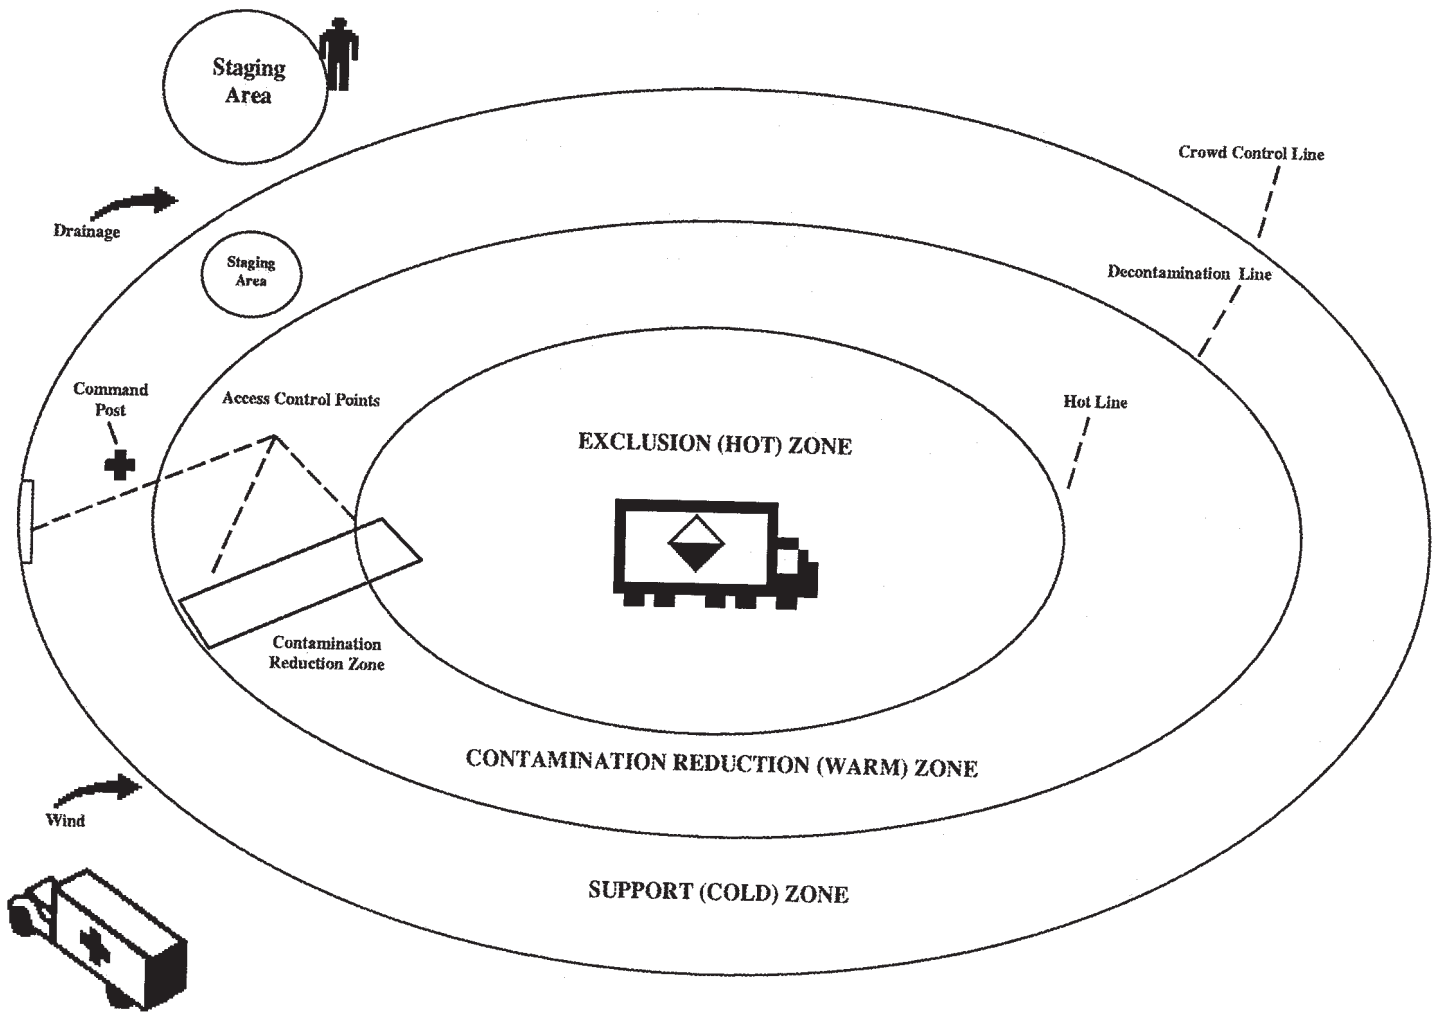 Staging
Area
Crowd Control Line
Drainage
Staging
Area
Decontamination Line
Command
Post
Access Control Points
Hot Line
EXCLUSION (HOT) ZONE
Contamination
Reduction Zone
CONTAMINATION REDUCTION (WARM) ZONE
Wind
SUPPORT (COLD) ZONE